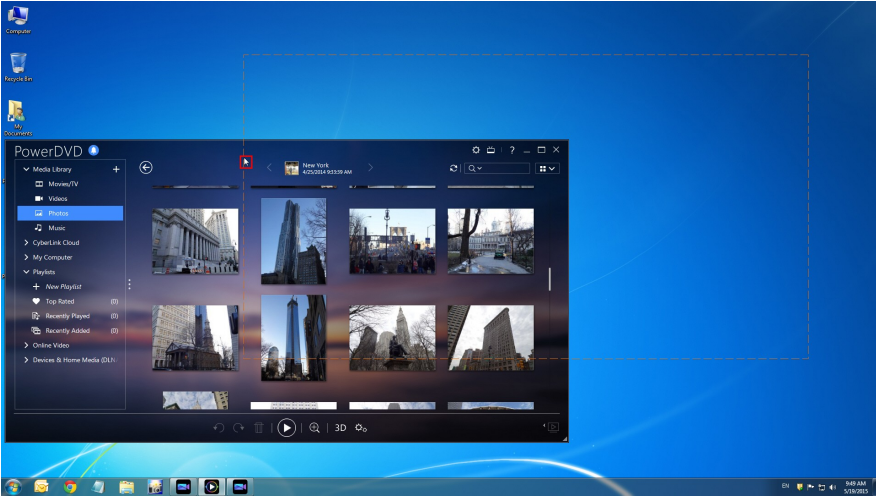 Computer
Recycle Bin
My
Documents
PowerDVD
?
Media Library
+
Movies/TV
Videos
Photos
Music
CyberLink Cloud
My Computer
Playlists
+ New Playlist
Top Rated (0)
Recently Played (0)
Recently Added (0)
Online Video
Devices & Home Media (DLN
New York
4/25/2014 9:53:39 AM
3D
EN
9:49 AM
5/19/2015